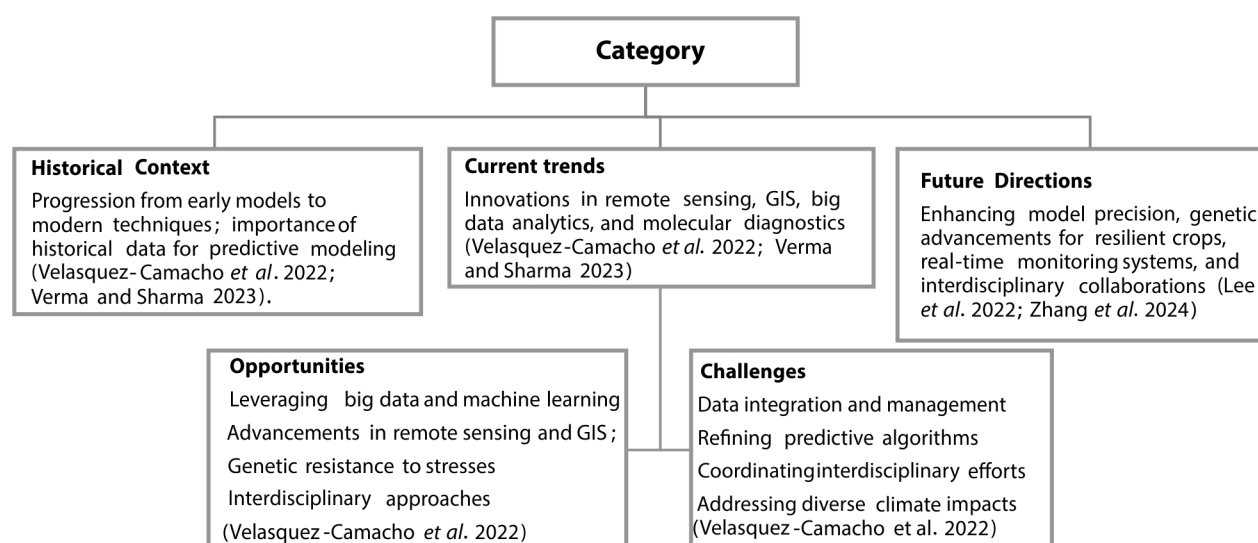 Category
Historical Context
Progression from early models to
modern techniques; importance of
historical data for predictive modeling
(Velasquez-Camacho et al. 2022;
Verma and Sharma 2023).
Current trends
Innovations in remote sensing, GIS, big
data analytics, and molecular diagnostics
(Velasquez-Camacho et al. 2022; Verma
and Sharma 2023)
Future Directions
Enhancing model precision, genetic
advancements for resilient crops,
real-time monitoring systems, and
interdisciplinary collaborations (Lee
et al. 2022; Zhang et al. 2024)
Opportunities
Leveraging big data and machine learning
Advancements in remote sensing and GIS;
Genetic resistance to stresses
Interdisciplinary approaches
(Velasquez-Camacho et al. 2022)
Challenges
Data integration and management
Refining predictive algorithms
Coordinating interdisciplinary efforts
Addressing diverse climate impacts
(Velasquez-Camacho et al. 2022)